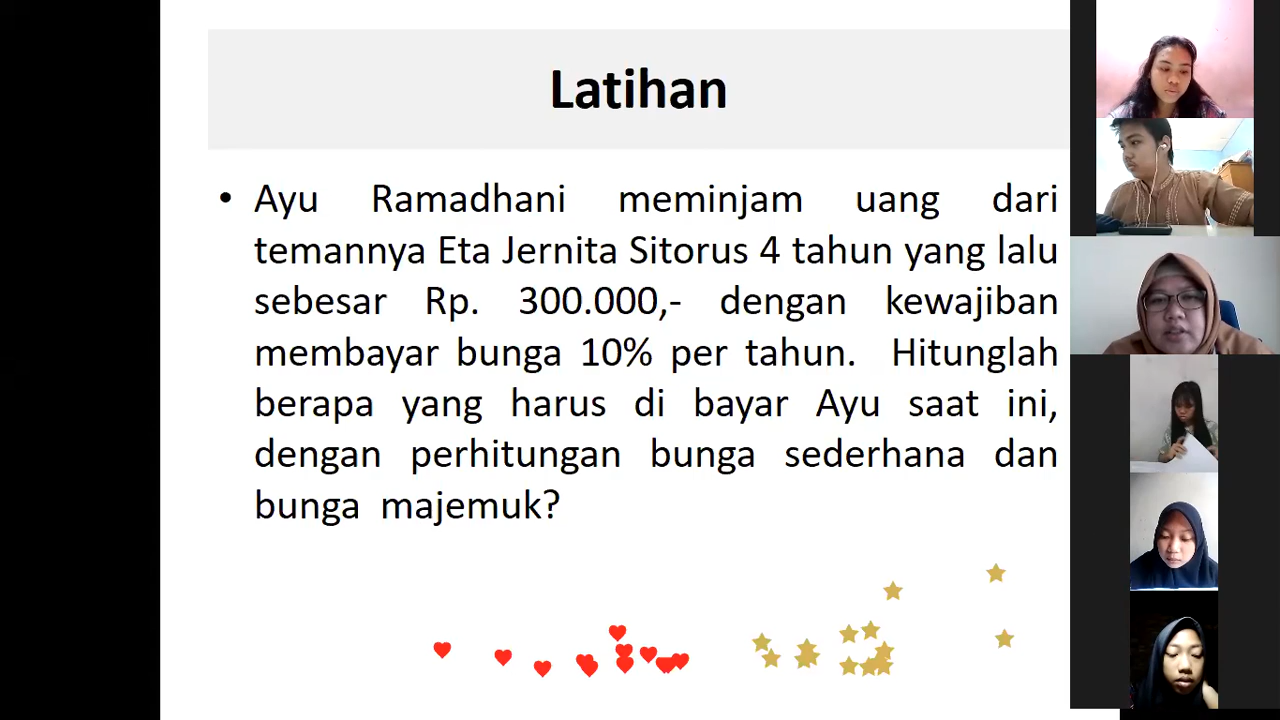 Latihan
• Ayu Ramadhani meminjam uang dari
temannya Eta Jernita Sitorus 4 tahun yang lalu
sebesar Rp. 300.000,- dengan kewajiban
membayar bunga 10% per tahun. Hitunglah
berapa yang harus di bayar Ayu saat ini,
dengan perhitungan bunga sederhana dan
bunga majemuk?